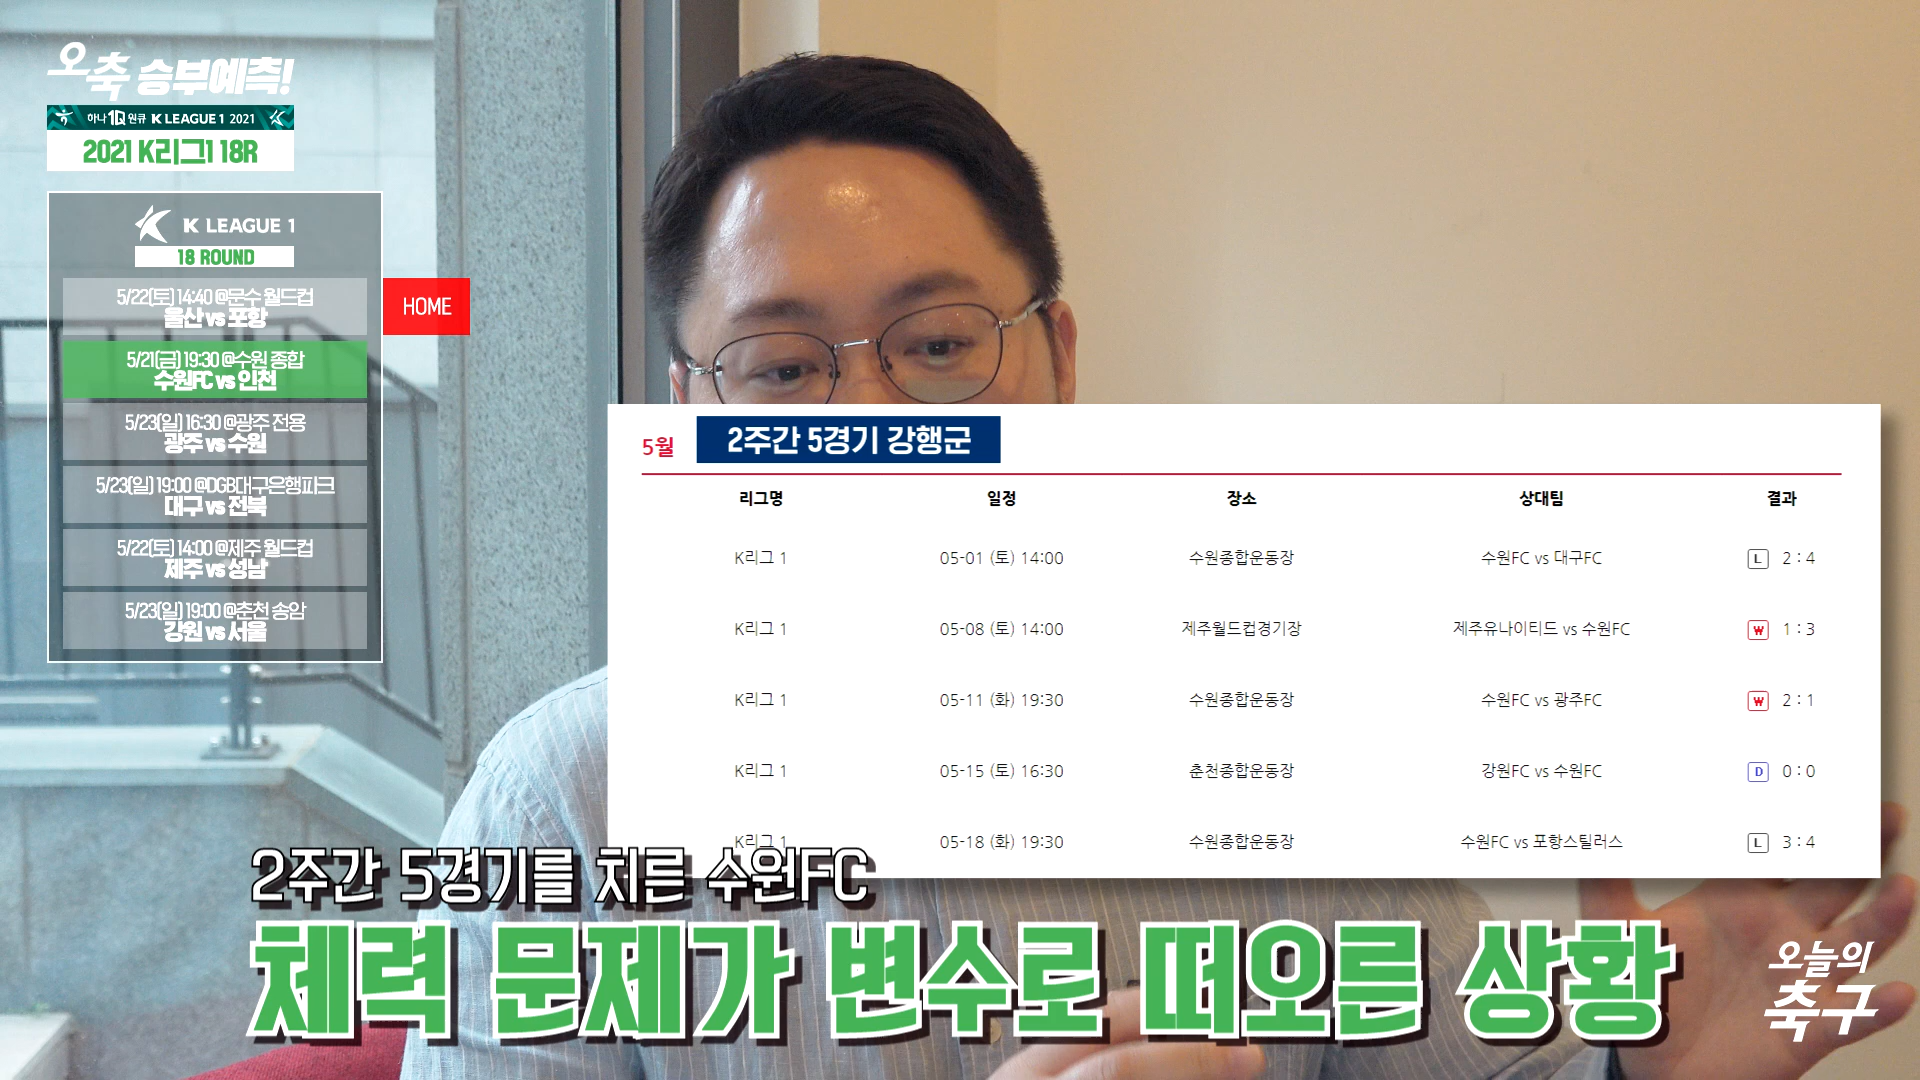 오축 승부예측!
하나 1Q 원큐 K LEAGUE 1 2021
2021 K리그1 18R
K LEAGUE 1
18 ROUND
5/22(토) 14:40 @문수 월드컵
울산 vs 포항
HOME
5/21(금) 19:30 @수원 종합
수원FC vs 인천
5/23(일) 16:30 @광주 전용
광주 vs 수원
5/23(일) 19:00 @DGB대구은행파크
대구 vs 전북
5/22(토) 14:00 @제주 월드컵
제주 vs 성남
5/23(일) 19:00 @춘천 송암
강원 vs 서울
5월 2주간 5경기 강행군
리그명 일정 장소 상대팀 결과
K리그 1 05-01 (토) 14:00 수원종합운동장 수원FC vs 대구FC L 2 : 4
K리그 1 05-08 (토) 14:00 제주월드컵경기장 제주유나이티드 vs 수원FC W 1 : 3
K리그 1 05-11 (화) 19:30 수원종합운동장 수원FC vs 광주FC W 2 : 1
K리그 1 05-15 (토) 16:30 춘천종합운동장 강원FC vs 수원FC D 0 : 0
K리그 1 05-18 (화) 19:30 수원종합운동장 수원FC vs 포항스틸러스 L 3 : 4
2주간 5경기를 치른 수원FC
체력 문제가 변수로 떠오른 상황
오늘의
축구